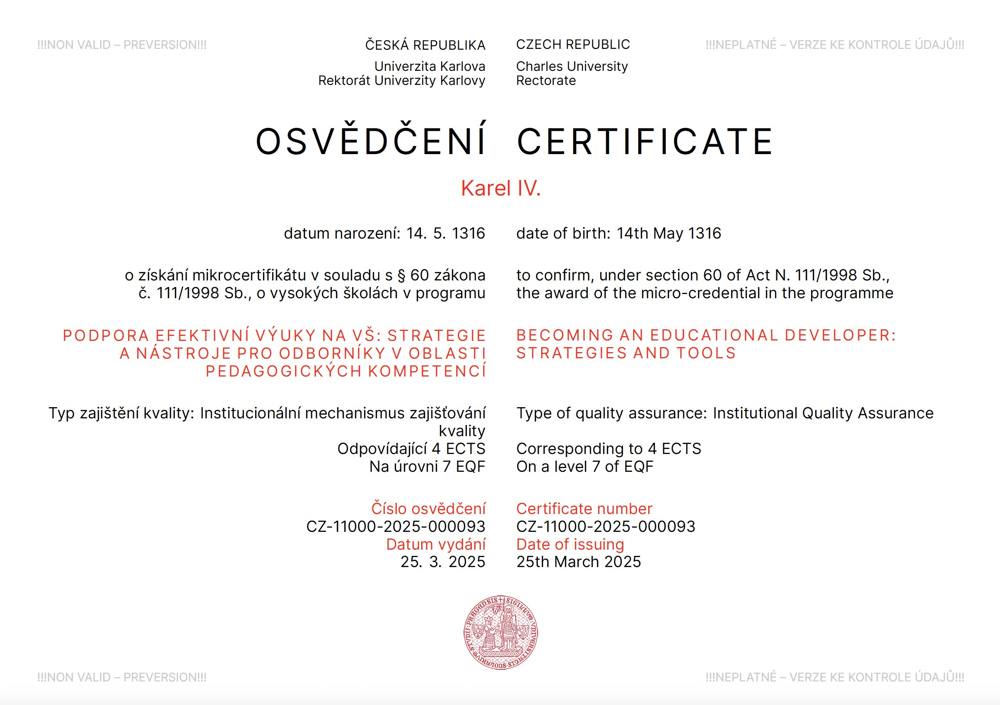 !!!NON VALID – PREVERSION!!!
!!!NEPLATNÉ – VERZE KE KONTROLE ÚDAJŮ!!!
ČESKÁ REPUBLIKA
Univerzita Karlova
Rektorát Univerzity Karlovy
CZECH REPUBLIC
Charles University
Rectorate
OSVĚDČENÍ
CERTIFICATE
Karel IV.
datum narození: 14. 5. 1316
date of birth: 14th May 1316
o získání mikrocertifikátu v souladu s § 60 zákona
č. 111/1998 Sb., o vysokých školách v programu
to confirm, under section 60 of Act N. 111/1998 Sb.,
the award of the micro-credential in the programme
PODPORA EFEKTIVNÍ VÝUKY NA VŠ: STRATEGIE
A NÁSTROJE PRO ODBORNÍKY V OBLASTI
PEDAGOGICKÝCH KOMPETENCÍ
BECOMING AN EDUCATIONAL DEVELOPER:
STRATEGIES AND TOOLS
Typ zajištění kvality: Institucionální mechanismus zajišťování
kvality
Odpovídající 4 ECTS
Na úrovni 7 EQF
Type of quality assurance: Institutional Quality Assurance
Corresponding to 4 ECTS
On a level 7 of EQF
Číslo osvědčení
CZ-11000-2025-000093
Datum vydání
25. 3. 2025
Certificate number
CZ-11000-2025-000093
Date of issuing
25th March 2025
!!!NON VALID – PREVERSION!!!
!!!NEPLATNÉ – VERZE KE KONTROLE ÚDAJŮ!!!